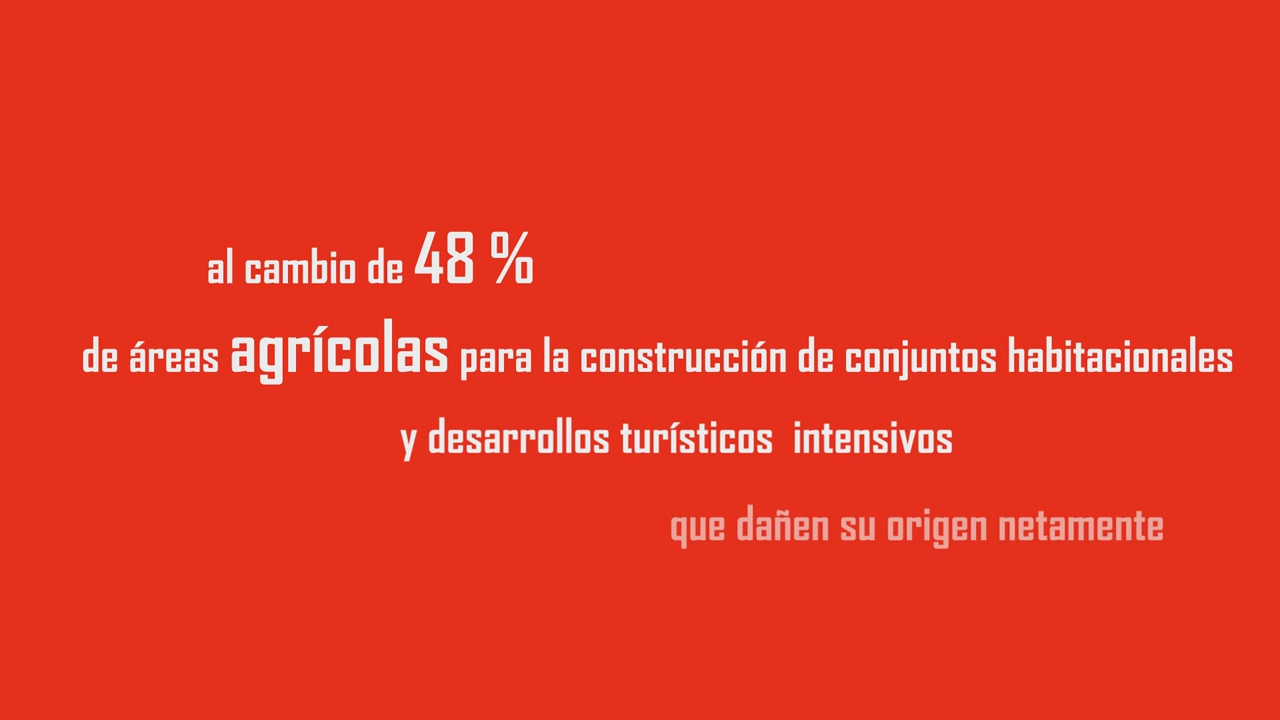 al cambio de 48 %
de áreas agrícolas para la construcción de conjuntos habitacionales
y desarrollos turísticos intensivos
que dañen su origen netamente